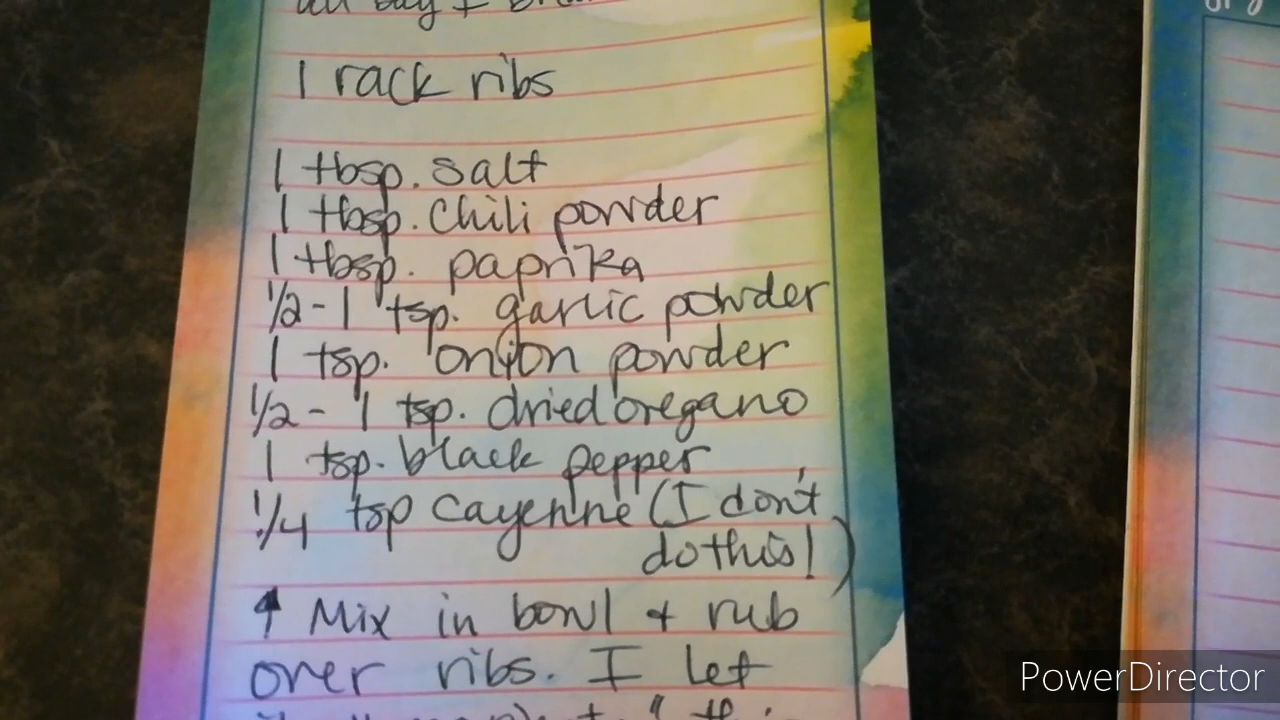 all day &
1 rack ribs
1 tbsp. salt
1 tbsp. chili powder
1 tbsp. paprika
1/2 - 1 tsp. garlic powder
1 tsp. onion powder
1/2 - 1 tsp. dried oregano
1 tsp. black pepper
1/4 tsp cayenne (I don't
do this!)
↑ Mix in bowl & rub
over ribs. I let
PowerDirector